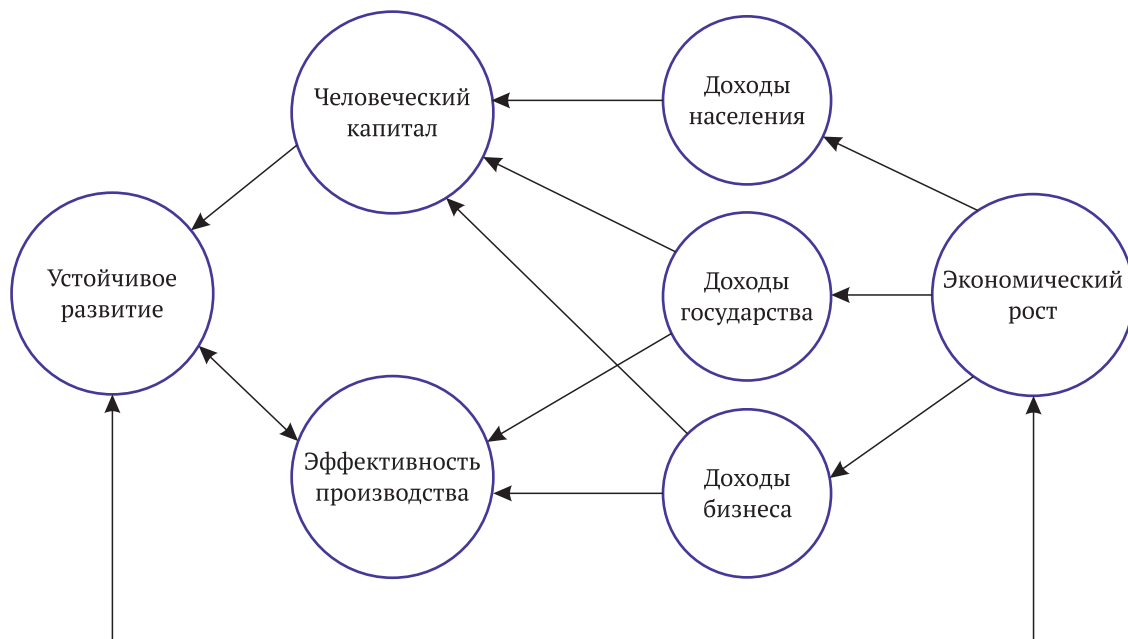 Человеческий
капитал
Доходы
населения
Устойчивое
развитие
Доходы
государства
Экономический
рост
Эффективность
производства
Доходы
бизнеса